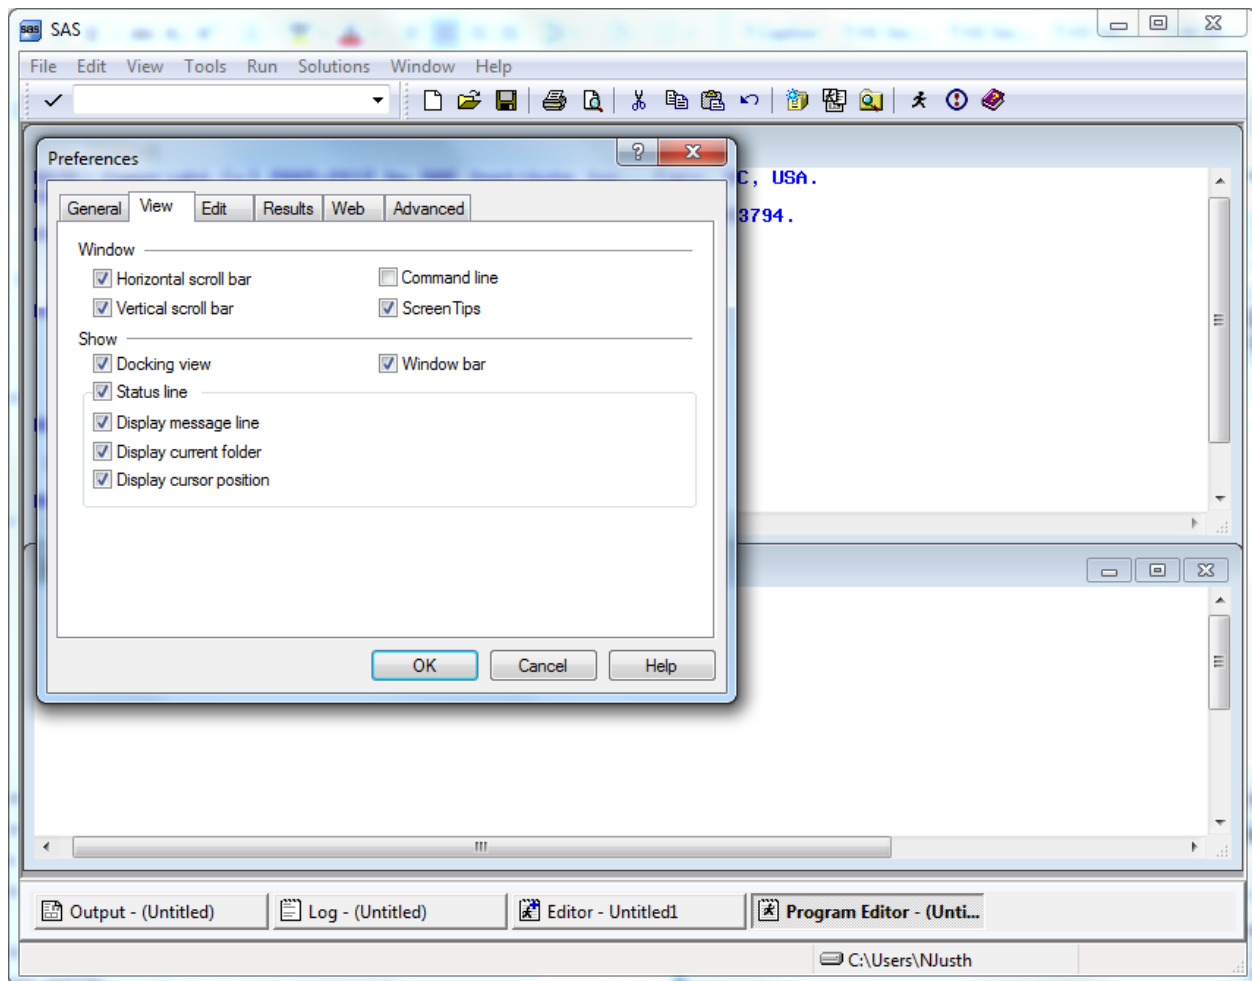 SAS
File Edit View Tools Run Solutions Window Help
Preferences
C, USA.
General View Edit Results Web Advanced
3794.
Window
Horizontal scroll bar Command line
Vertical scroll bar ScreenTips
Show
Docking view Window bar
Status line
Display message line
Display current folder
Display cursor position
OK Cancel Help
Output - (Untitled) Log - (Untitled) Editor - Untitled1 Program Editor - (Unti...
C:\Users\NJusth